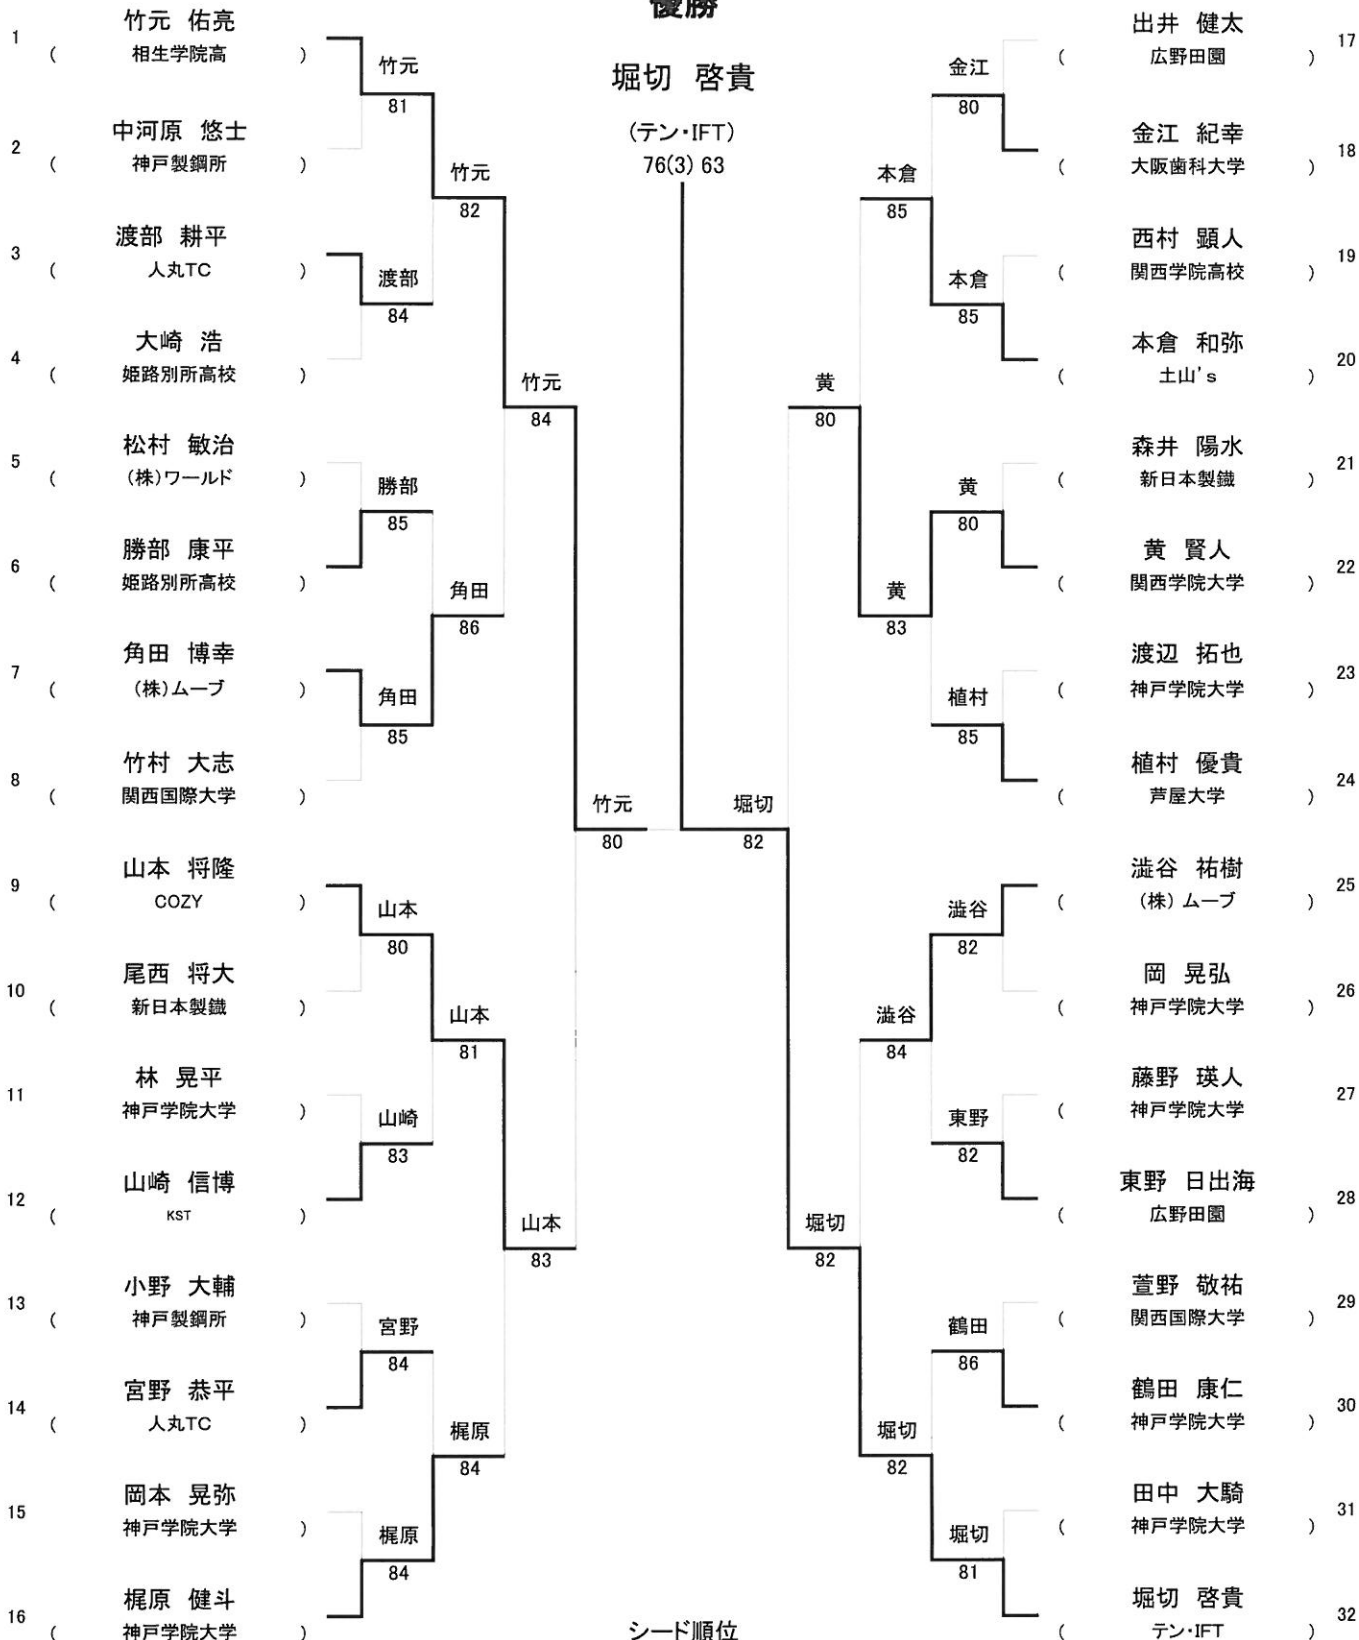 優勝
堀切 啓貴
(テン・IFT)
76(3) 63
1 竹元 佑亮
( 相生学院高 )
竹元
81
2 中河原 悠士
( 神戸製鋼所 )
竹元
82
3 渡部 耕平
( 人丸TC )
渡部
84
4 大崎 浩
( 姫路別所高校 )
竹元
84
5 松村 敏治
( (株)ワールド )
勝部
85
6 勝部 康平
( 姫路別所高校 )
角田
86
7 角田 博幸
( (株)ムーブ )
角田
85
8 竹村 大志
( 関西国際大学 )
竹元
80
9 山本 将隆
( COZY )
山本
80
10 尾西 将大
( 新日本製鐵 )
山本
81
11 林 晃平
( 神戸学院大学 )
山崎
83
12 山崎 信博
( KST )
山本
83
13 小野 大輔
( 神戸製鋼所 )
宮野
84
14 宮野 恭平
( 人丸TC )
梶原
84
15 岡本 晃弥
( 神戸学院大学 )
梶原
84
16 梶原 健斗
( 神戸学院大学 )
出井 健太 17
( 広野田園 )
金江
80
金江 紀幸 18
( 大阪歯科大学 )
本倉
85
西村 顕人 19
( 関西学院高校 )
本倉
85
本倉 和弥 20
( 土山's )
黄
80
森井 陽水 21
( 新日本製鐵 )
黄
80
黄 賢人 22
( 関西学院大学 )
黄
83
渡辺 拓也 23
( 神戸学院大学 )
植村
85
植村 優貴 24
( 芦屋大学 )
堀切
82
澁谷 祐樹 25
( (株) ムーブ )
澁谷
82
岡 晃弘 26
( 神戸学院大学 )
澁谷
84
藤野 瑛人 27
( 神戸学院大学 )
東野
82
東野 日出海 28
( 広野田園 )
堀切
82
萱野 敬祐 29
( 関西国際大学 )
鶴田
86
鶴田 康仁 30
( 神戸学院大学 )
堀切
82
田中 大騎 31
( 神戸学院大学 )
堀切
81
堀切 啓貴 32
( テン・IFT )
シード順位